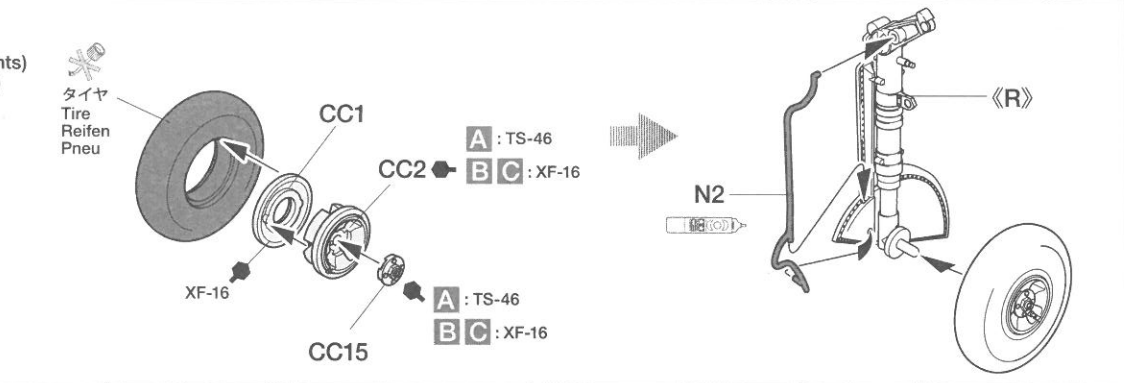 nts)
タイヤ
Tire
Reifen
Pneu
CC1
CC2
A : TS-46
B C : XF-16
XF-16
CC15
A : TS-46
B C : XF-16
N2
《R》